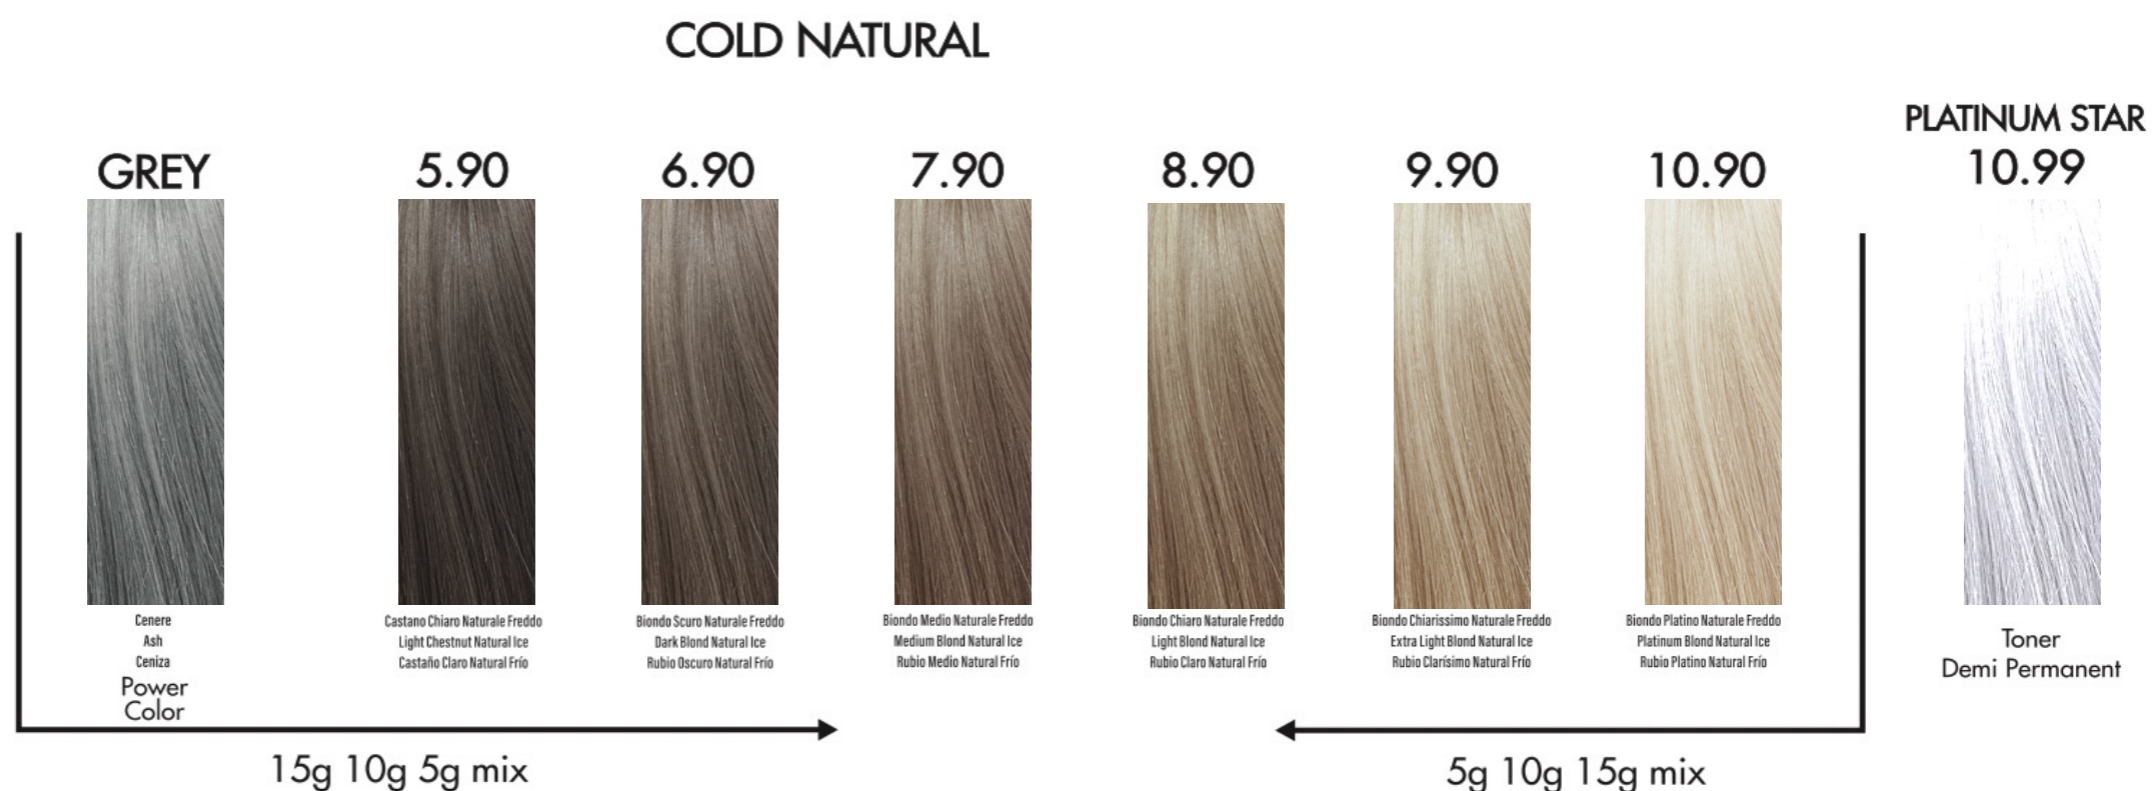 COLD NATURAL
GREY
5.90
6.90
7.90
8.90
9.90
10.90
PLATINUM STAR
10.99
Cenere
Ash
Ceniza
Power
Color
Castano Chiaro Naturale Freddo
Light Chestnut Natural Ice
Castaño Claro Natural Frío
Biondo Scuro Naturale Freddo
Dark Blond Natural Ice
Rubio Oscuro Natural Frío
Biondo Medio Naturale Freddo
Medium Blond Natural Ice
Rubio Medio Natural Frío
Biondo Chiaro Naturale Freddo
Light Blond Natural Ice
Rubio Claro Natural Frío
Biondo Chiarissimo Naturale Freddo
Extra Light Blond Natural Ice
Rubio Clarísimo Natural Frío
Biondo Platino Naturale Freddo
Platinum Blond Natural Ice
Rubio Platino Natural Frío
Toner
Demi Permanent
15g 10g 5g mix
5g 10g 15g mix